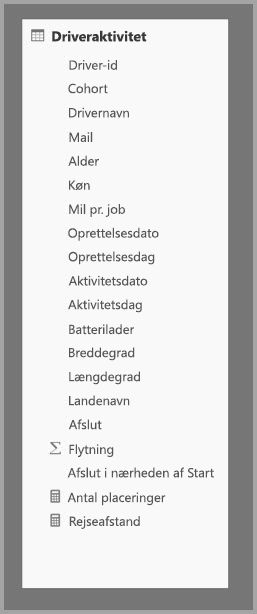 Driveraktivitet
Driver-id
Cohort
Drivernavn
Mail
Alder
Køn
Mil pr. job
Oprettelsesdato
Oprettelsesdag
Aktivitetsdato
Aktivitetsdag
Batterilader
Breddegrad
Længdegrad
Landenavn
Afslut
Flytning
Afslut i nærheden af Start
Antal placeringer
Rejseafstand